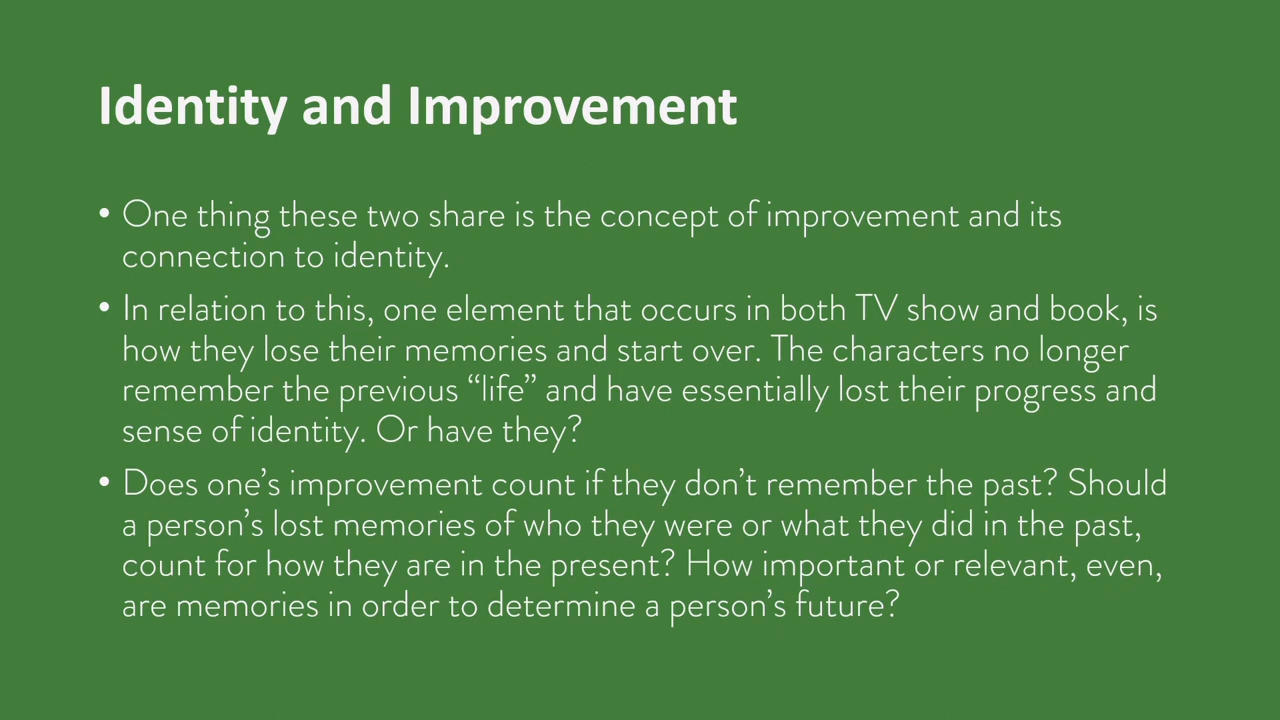 Identity and Improvement
• One thing these two share is the concept of improvement and its
connection to identity.
• In relation to this, one element that occurs in both TV show and book, is
how they lose their memories and start over. The characters no longer
remember the previous “life” and have essentially lost their progress and
sense of identity. Or have they?
• Does one’s improvement count if they don’t remember the past? Should
a person’s lost memories of who they were or what they did in the past,
count for how they are in the present? How important or relevant, even,
are memories in order to determine a person’s future?